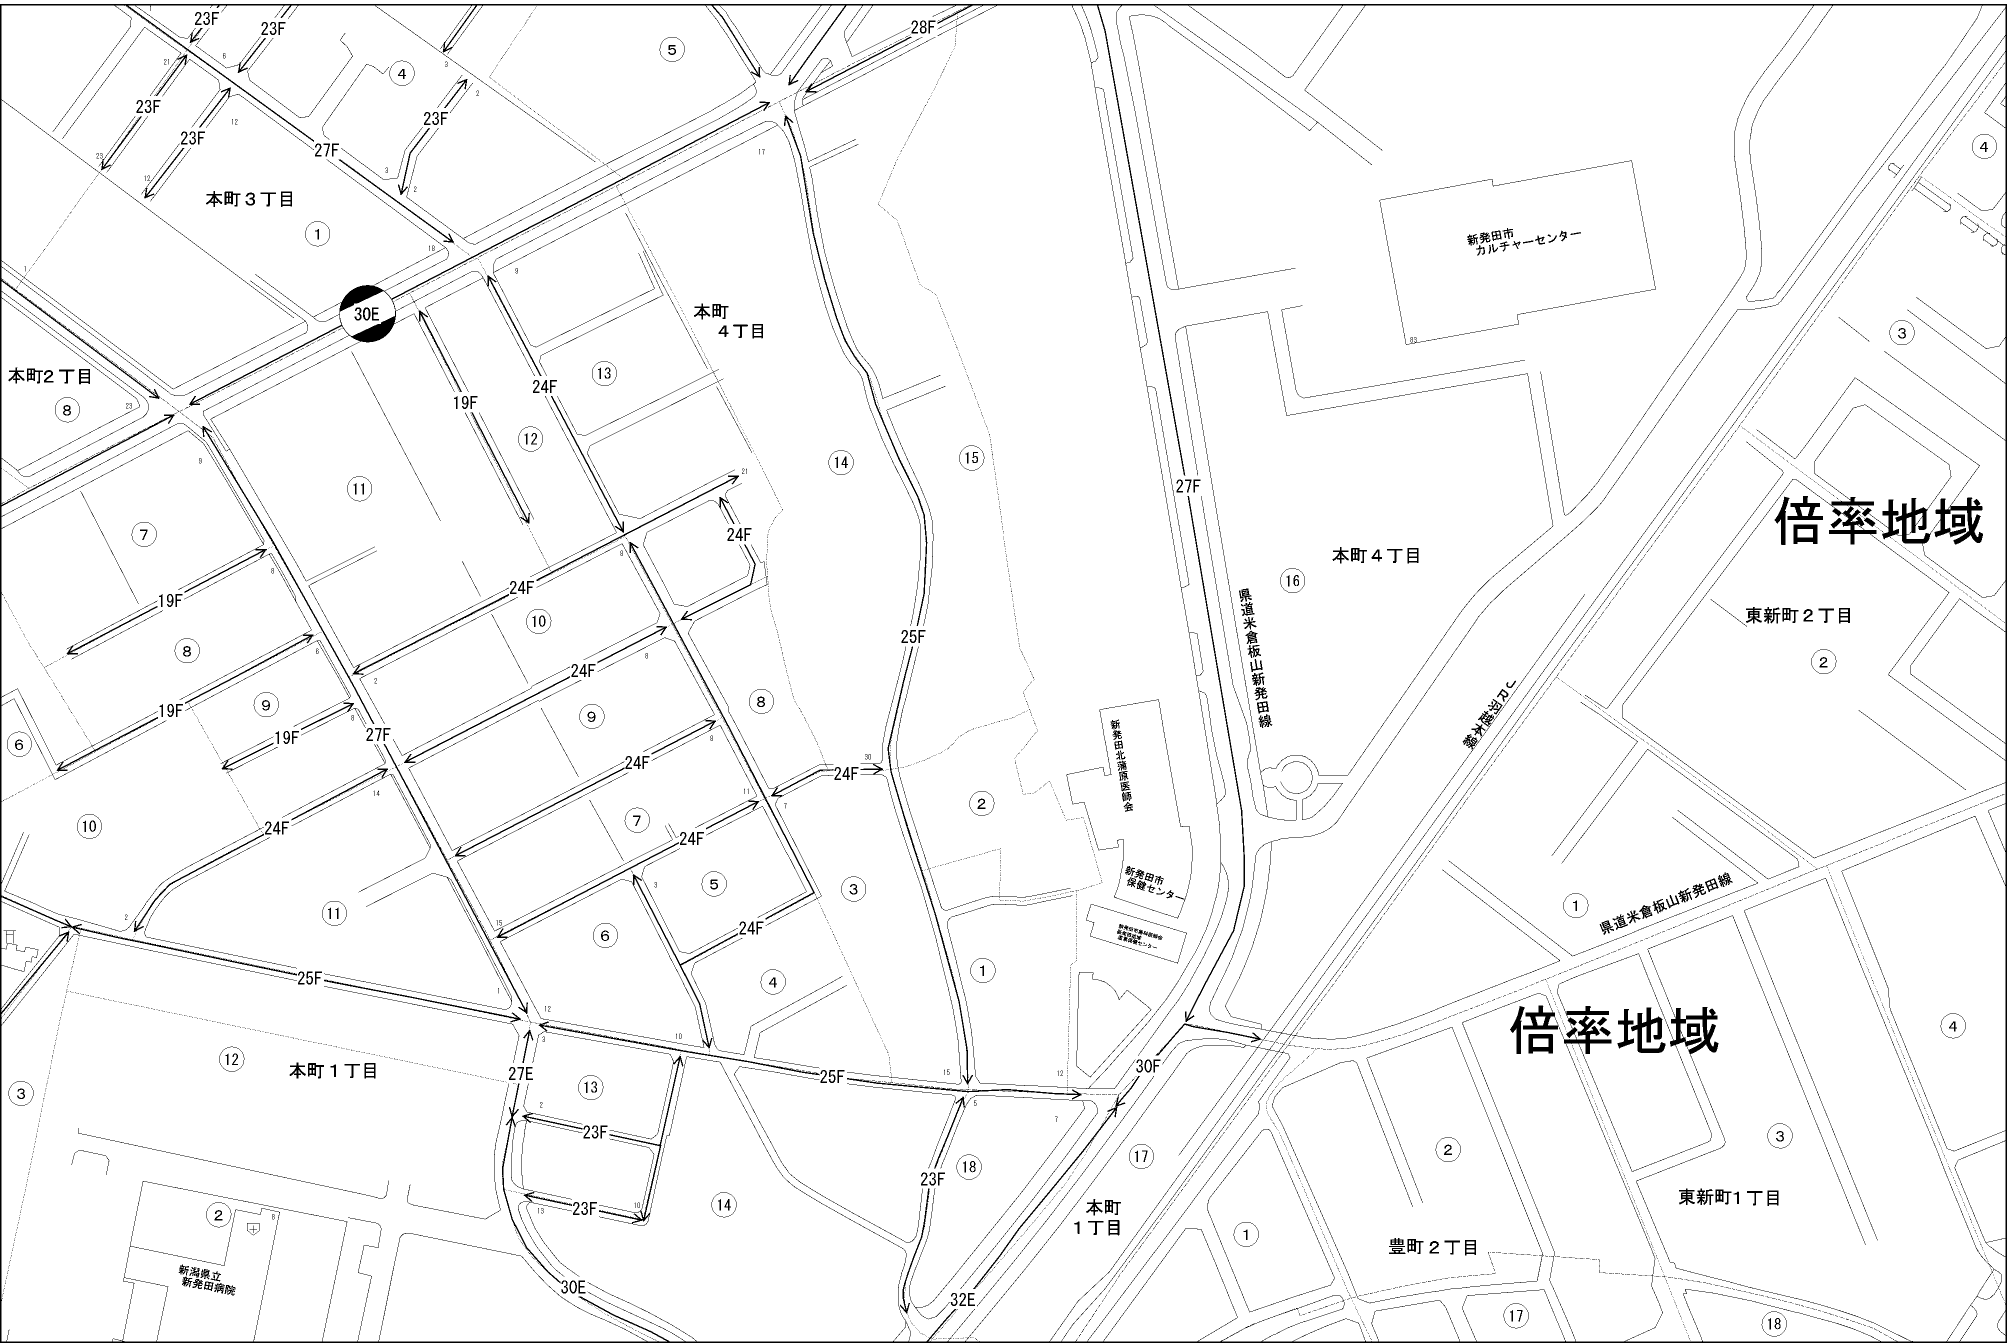 23F
23F
28F
5
4
23F
23F
23F
27F
本町３丁目
1
30E
本町
４丁目
新発田市
カルチャーセンター
83
4
3
本町２丁目
8
23
19F
24F
13
12
11
14
15
27F
7
24F
24F
19F
10
25F
本町４丁目
16
県道米倉板山新発田線
倍率地域
東新町２丁目
2
8
24F
19F
9
9
8
ＪＲ羽越本線
6
19F
27F
24F
24F
新発田北蒲原医師会
2
10
24F
7
24F
5
3
新発田市
保健センター
県道米倉板山新発田線
1
11
6
24F
25F
4
1
倍率地域
4
12
本町１丁目
27E
13
25F
30F
3
23F
18
17
2
3
23F
23F
14
本町
１丁目
東新町１丁目
2
新潟県立
新発田病院
1
豊町２丁目
30E
32E
17
18